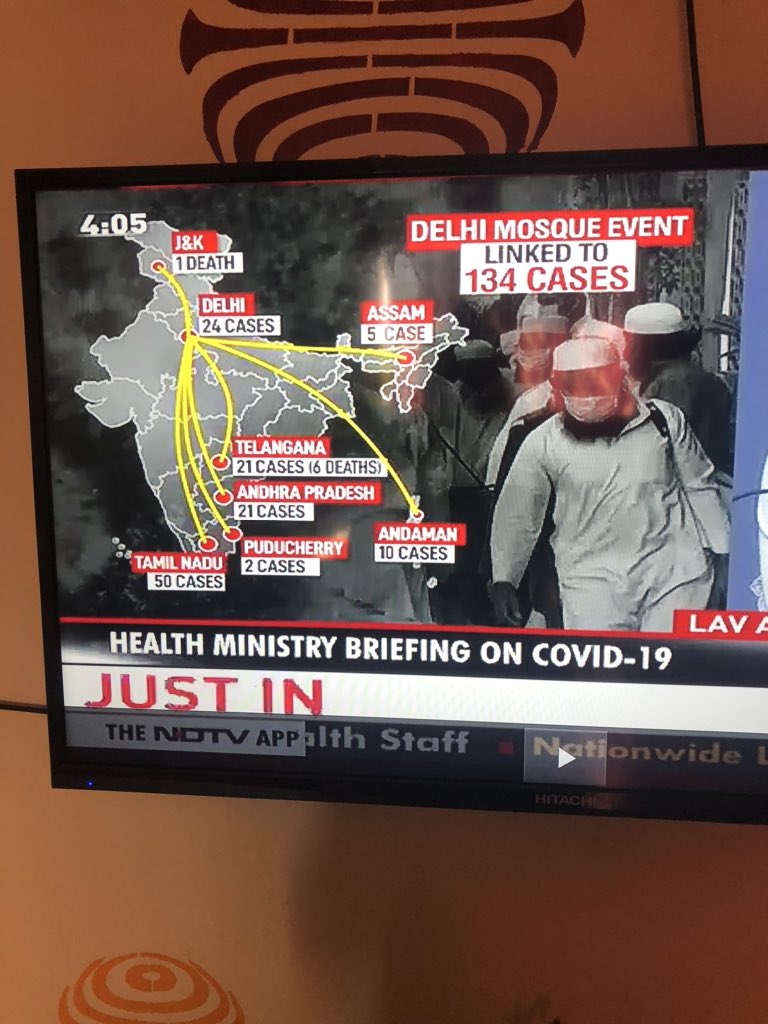 4:05
DELHI MOSQUE EVENT
LINKED TO
134 CASES
J&K
1 DEATH
DELHI
24 CASES
ASSAM
5 CASE
TELANGANA
21 CASES (6 DEATHS)
ANDHRA PRADESH
21 CASES
ANDAMAN
10 CASES
PUDUCHERRY
2 CASES
TAMIL NADU
50 CASES
LAV A
HEALTH MINISTRY BRIEFING ON COVID-19
JUST IN
THE NDTV APP alth Staff Nationwide L
HITACHI